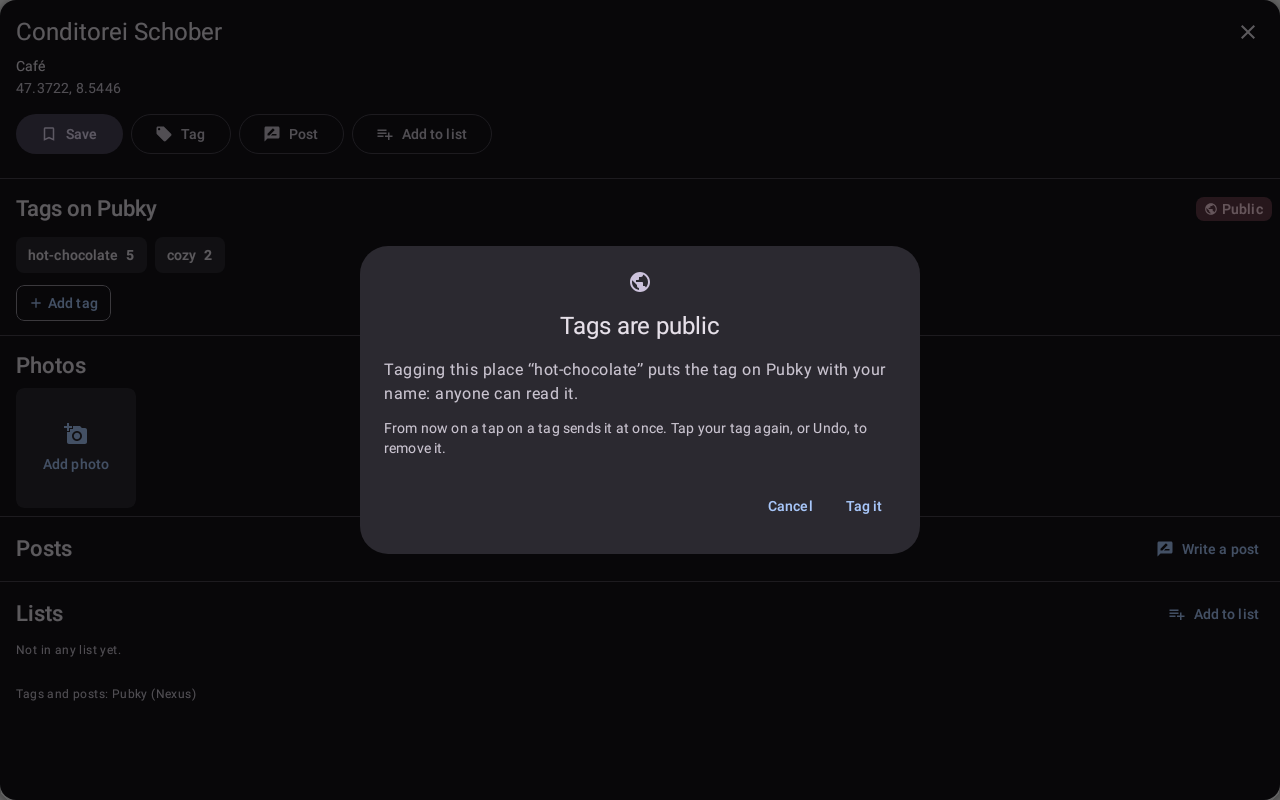 Conditorei Schober
Café
47.3722, 8.5446
Save
Tag
Post
Add to list
Tags on Pubky
Public
hot-chocolate 5
cozy 2
Add tag
Tags are public
Tagging this place “hot-chocolate” puts the tag on Pubky with your
name: anyone can read it.
From now on a tap on a tag sends it at once. Tap your tag again, or Undo, to
remove it.
Cancel
Tag it
Photos
Add photo
Posts
Write a post
Lists
Add to list
Not in any list yet.
Tags and posts: Pubky (Nexus)